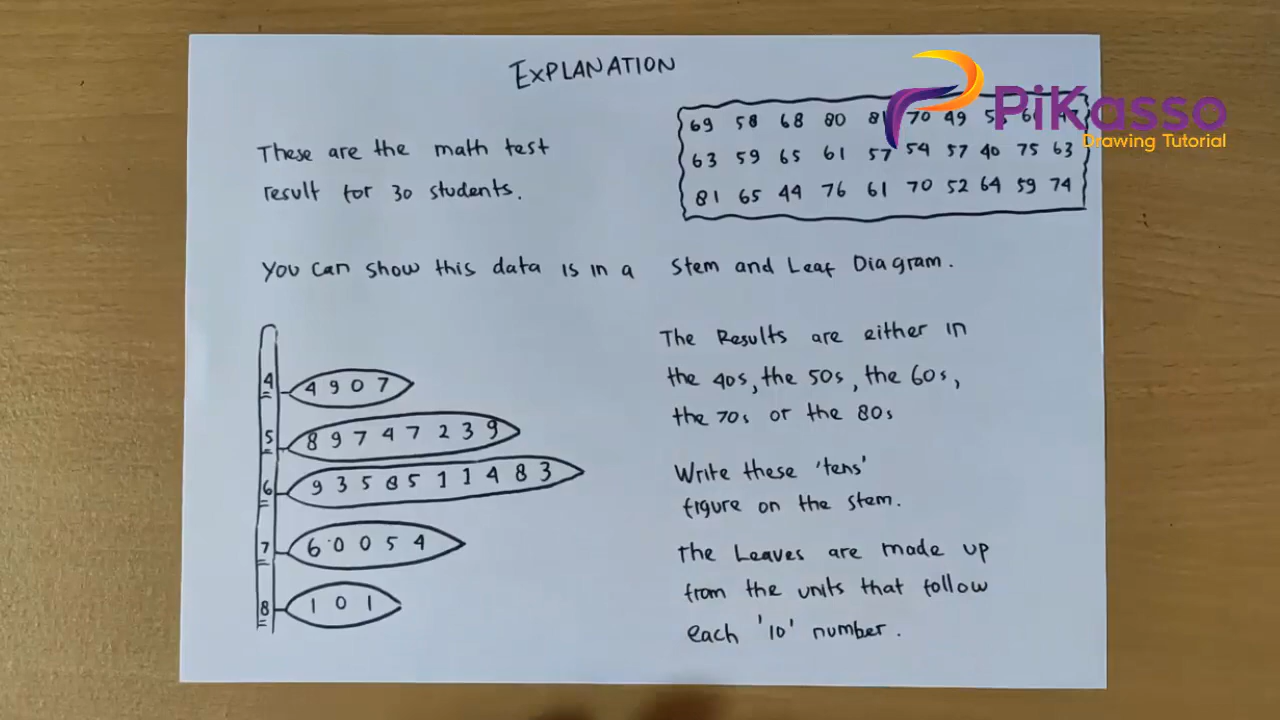 EXPLANATION
PiKasso
Drawing Tutorial
These are the math test
result for 30 students.
69 58 68 80 81 70 49
63 59 65 61 57 54 57 40 75 63
81 65 44 76 61 70 52 64 59 74
You can show this data is in a Stem and Leaf Diagram.
4 4 9 0 7
5 8 9 7 4 7 2 3 9
6 9 3 5 8 5 1 1 4 8 3
7 6 0 0 5 4
8 1 0 1
The Results are either in
the 40s, the 50s, the 60s,
the 70s or the 80s
Write these 'tens'
figure on the stem.
The Leaves are made up
from the units that follow
each '10' number.